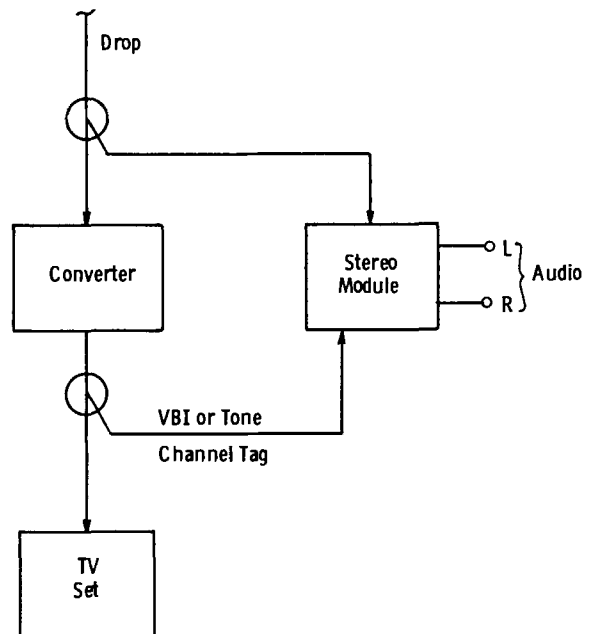 Drop
Converter
Stereo
Module
L
R
Audio
VBI or Tone
Channel Tag
TV
Set